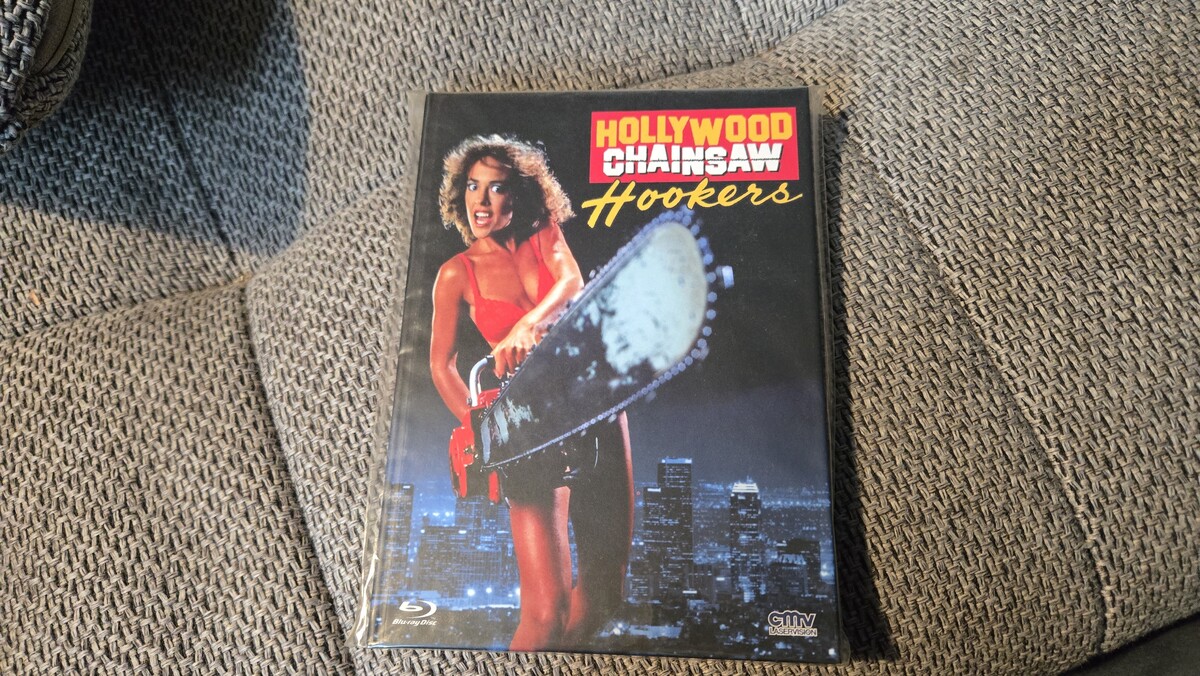 HOLLYWOOD
CHAINSAW
Hookers
Blu-ray Disc
cmv
LASERVISION